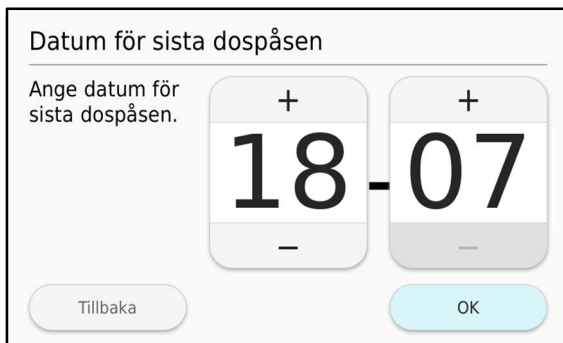 Datum för sista dospåsen
Ange datum för
sista dospåsen.
+ +
18-07
− −
Tillbaka OK